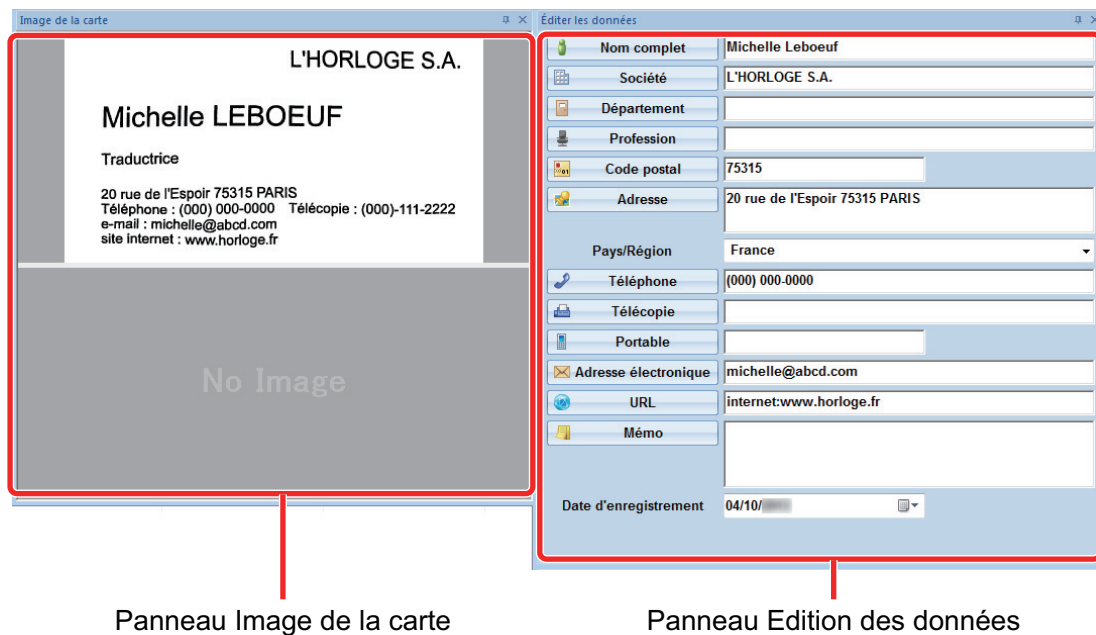 Image de la carte
L'HORLOGE S.A.
Michelle LEBOEUF
Traductrice
20 rue de l'Espoir 75315 PARIS
Téléphone : (000) 000-0000 Télécopie : (000)-111-2222
e-mail : michelle@abcd.com
site internet : www.horloge.fr
No Image
Éditer les données
Nom complet Michelle Leboeuf
Société L'HORLOGE S.A.
Département
Profession
01
Code postal 75315
Adresse 20 rue de l'Espoir 75315 PARIS
Pays/Région France
Téléphone (000) 000-0000
Télécopie
Portable
Adresse électronique michelle@abcd.com
URL internet:www.horloge.fr
Mémo
Date d'enregistrement 04/10/
Panneau Image de la carte
Panneau Edition des données